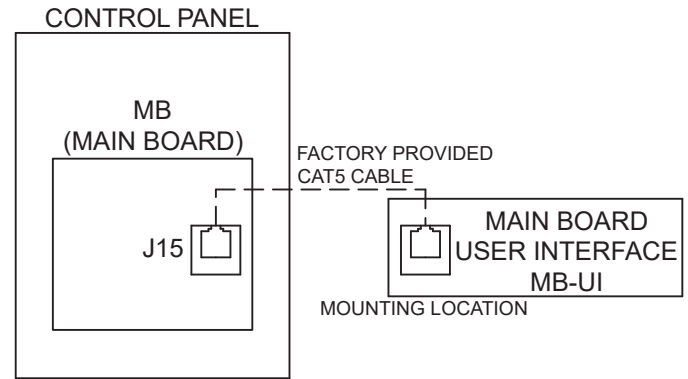 CONTROL PANEL
MB
(MAIN BOARD)
FACTORY PROVIDED
CAT5 CABLE
J15
MAIN BOARD
USER INTERFACE
MB-UI
MOUNTING LOCATION